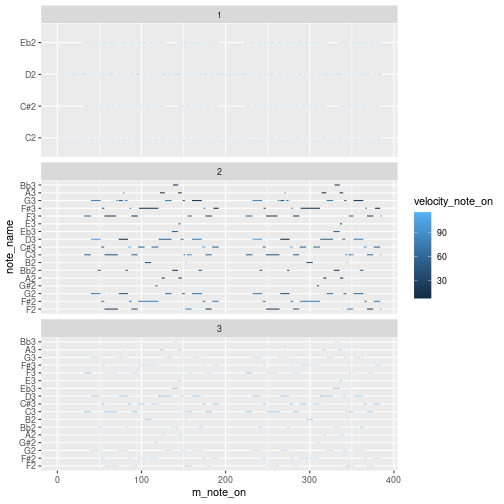 1
Eb2
D2
C#2
C2
2
Bb3
A3
G3
F#3
F3
E3
Eb3
D3
C#3
C3
B2
Bb2
A2
G#2
G2
F#2
F2
3
Bb3
A3
G3
F#3
F3
E3
Eb3
D3
C#3
C3
B2
Bb2
A2
G#2
G2
F#2
F2
0 100 200 300 400
m_note_on
note_name
velocity_note_on
90
60
30